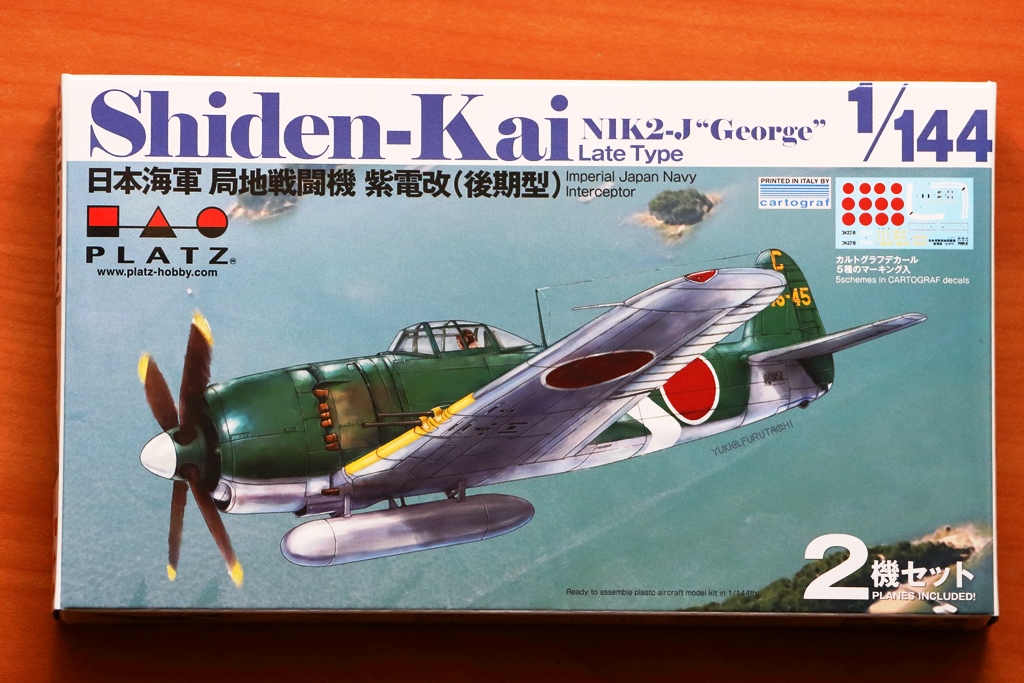 Shiden-Kai
N1K2-J “George”
Late Type
1/144
日本海軍 局地戦闘機 紫電改(後期型)
Imperial Japan Navy
Interceptor
PLATZ®
www.platz-hobby.com
PRINTED IN ITALY BY
cartograf
カルトグラフデカール
5種のマーキング入
5schemes in CARTOGRAF decals
C
45
YUKIO.FURUTACHI
2機セット
PLANES INCLUDED!
Ready to assemble plastc aircraft model kit in 1/144th